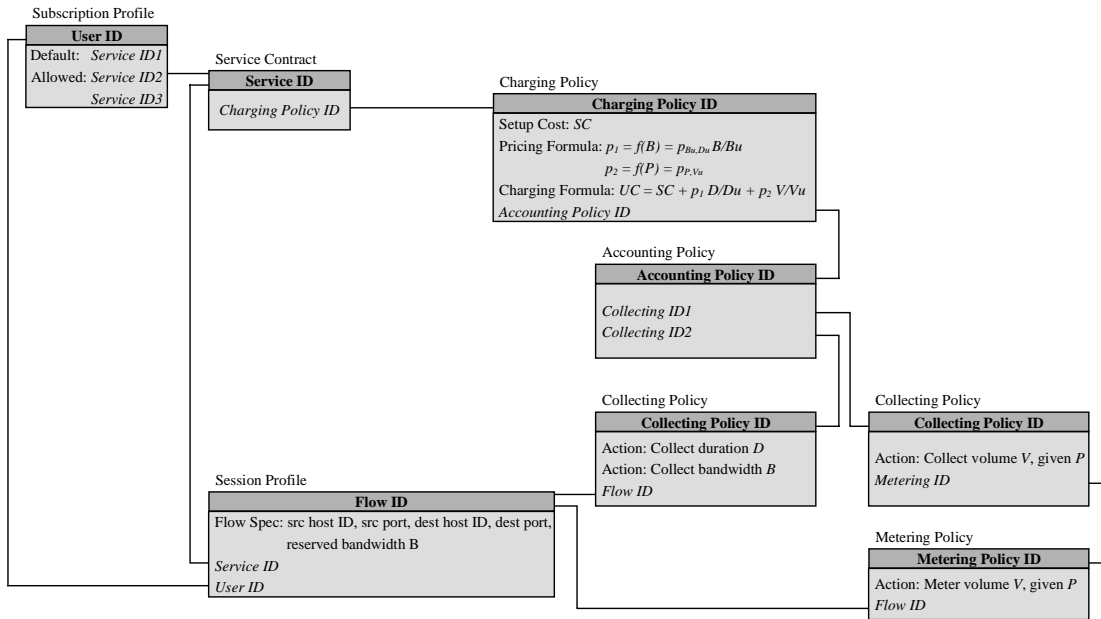 Subscription Profile
User ID
Default: Service ID1
Allowed: Service ID2
Service ID3
Service Contract
Service ID
Charging Policy ID
Charging Policy
Charging Policy ID
Setup Cost: SC
Pricing Formula: p1 = f(B) = pBu,Du B/Bu
p2 = f(P) = pP,Vu
Charging Formula: UC = SC + p1 D/Du + p2 V/Vu
Accounting Policy ID
Accounting Policy
Accounting Policy ID
Collecting ID1
Collecting ID2
Collecting Policy
Collecting Policy ID
Action: Collect duration D
Action: Collect bandwidth B
Flow ID
Collecting Policy
Collecting Policy ID
Action: Collect volume V, given P
Metering ID
Session Profile
Flow ID
Flow Spec: src host ID, src port, dest host ID, dest port,
reserved bandwidth B
Service ID
User ID
Metering Policy
Metering Policy ID
Action: Meter volume V, given P
Flow ID